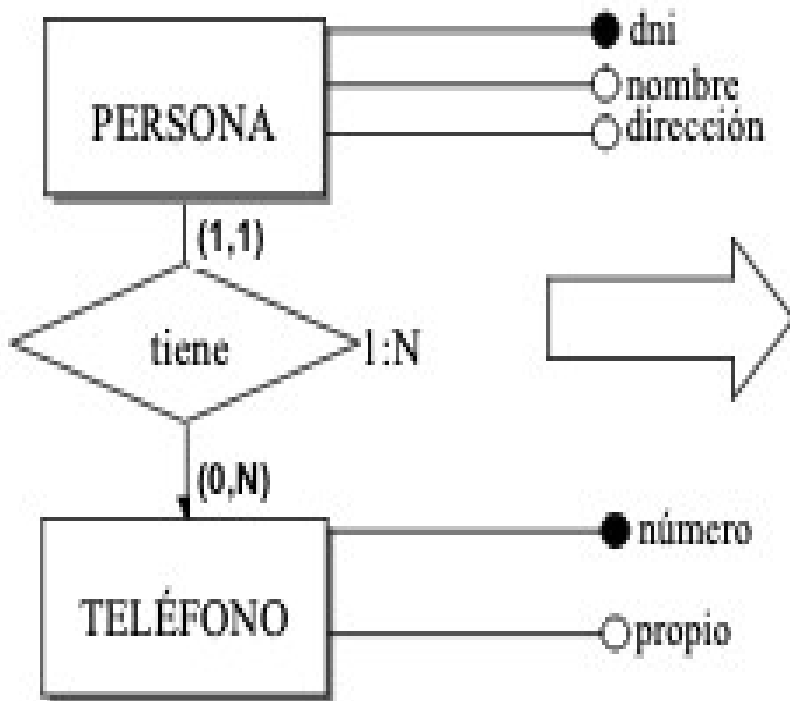 dni
nombre
dirección
PERSONA
(1,1)
tiene
1:N
(0,N)
número
TELÉFONO
propio